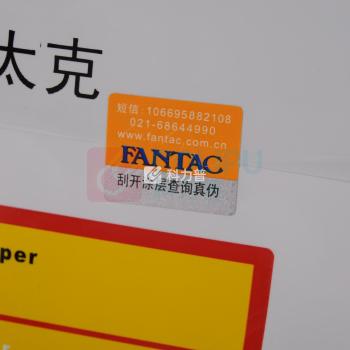 太克
短信：106695882108
021-68644990
www.fantac.com.cn
FANTAC
科力普
刮开涂层查询真伪
per